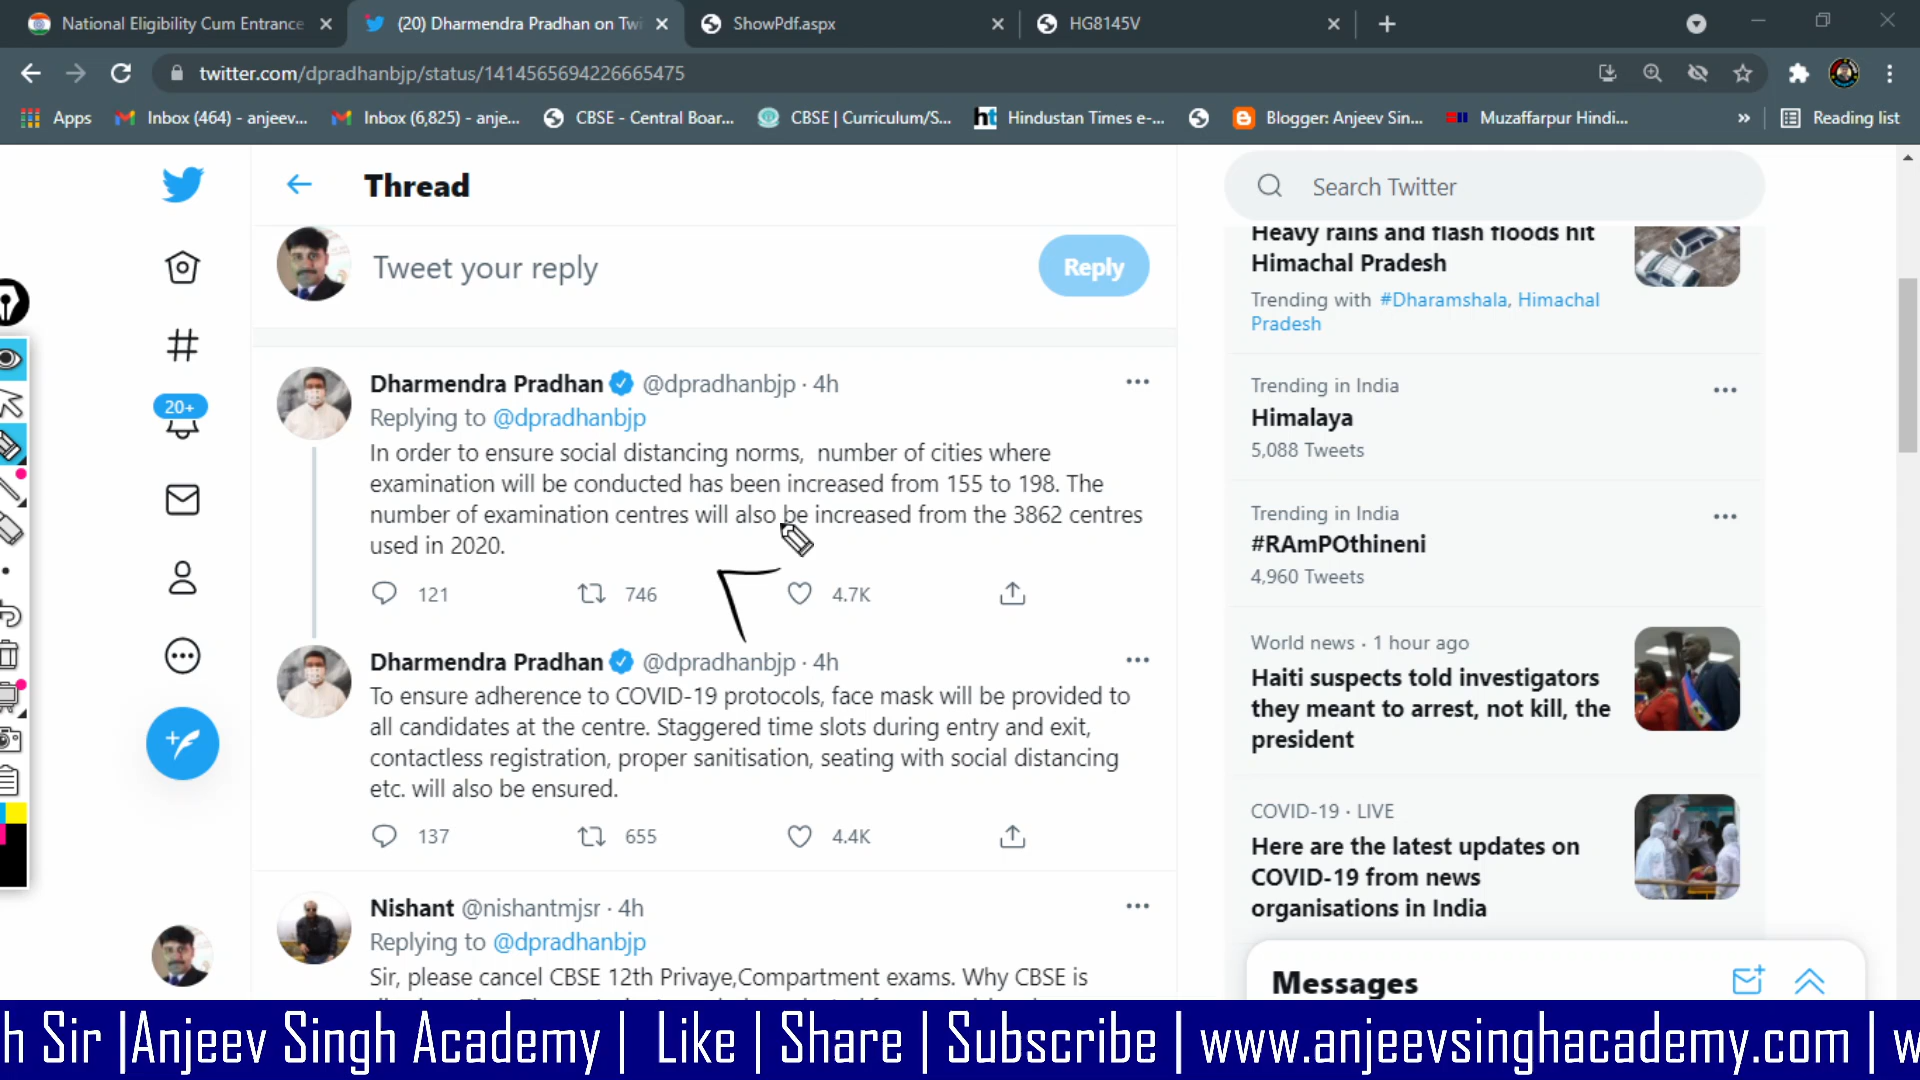 National Eligibility Cum Entrance
(20) Dharmendra Pradhan on Twi
ShowPdf.aspx
HG8145V
twitter.com/dpradhanbjp/status/1414565694226665475
Apps
Inbox (464) - anjeev...
Inbox (6,825) - anje...
CBSE - Central Boar...
CBSE | Curriculum/S...
Hindustan Times e-...
Blogger: Anjeev Sin...
Muzaffarpur Hindi...
»
Reading list
Thread
Search Twitter
Tweet your reply
Reply
Heavy rains and flash floods hit
Himachal Pradesh
Trending with #Dharamshala, Himachal
Pradesh
Dharmendra Pradhan @dpradhanbjp · 4h
Replying to @dpradhanbjp
In order to ensure social distancing norms, number of cities where
examination will be conducted has been increased from 155 to 198. The
number of examination centres will also be increased from the 3862 centres
used in 2020.
121 746 4.7K
Trending in India
Himalaya
5,088 Tweets
20+
Trending in India
#RAmPOthineni
4,960 Tweets
Dharmendra Pradhan @dpradhanbjp · 4h
To ensure adherence to COVID-19 protocols, face mask will be provided to
all candidates at the centre. Staggered time slots during entry and exit,
contactless registration, proper sanitisation, seating with social distancing
etc. will also be ensured.
137 655 4.4K
World news · 1 hour ago
Haiti suspects told investigators
they meant to arrest, not kill, the
president
COVID-19 · LIVE
Here are the latest updates on
COVID-19 from news
organisations in India
Nishant @nishantmjsr · 4h
Replying to @dpradhanbjp
Sir, please cancel CBSE 12th Privaye,Compartment exams. Why CBSE is
Messages
h Sir |Anjeev Singh Academy | Like | Share | Subscribe | www.anjeevsinghacademy.com | w